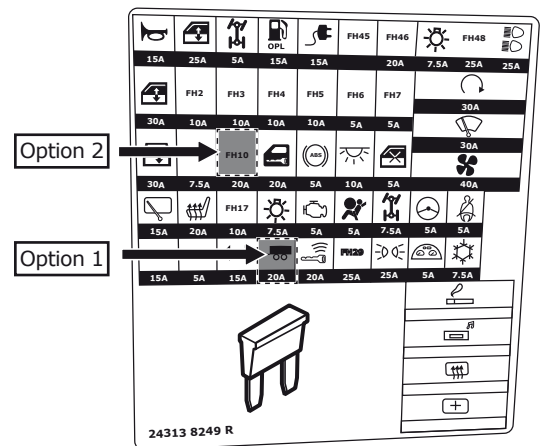 OPL FH45 FH46 FH48
15A 25A 5A 15A 15A 20A 7.5A 25A 25A
FH2 FH3 FH4 FH5 FH6 FH7
30A
30A 10A 10A 10A 10A 5A 5A
Option 2
FH10 ABS
30A
30A 7.5A 20A 20A 5A 10A 5A 40A
FH17
15A 20A 10A 7.5A 5A 5A 7.5A 5A 5A
Option 1
FH29
15A 5A 15A 20A 20A 25A 25A 5A 7.5A
24313 8249 R